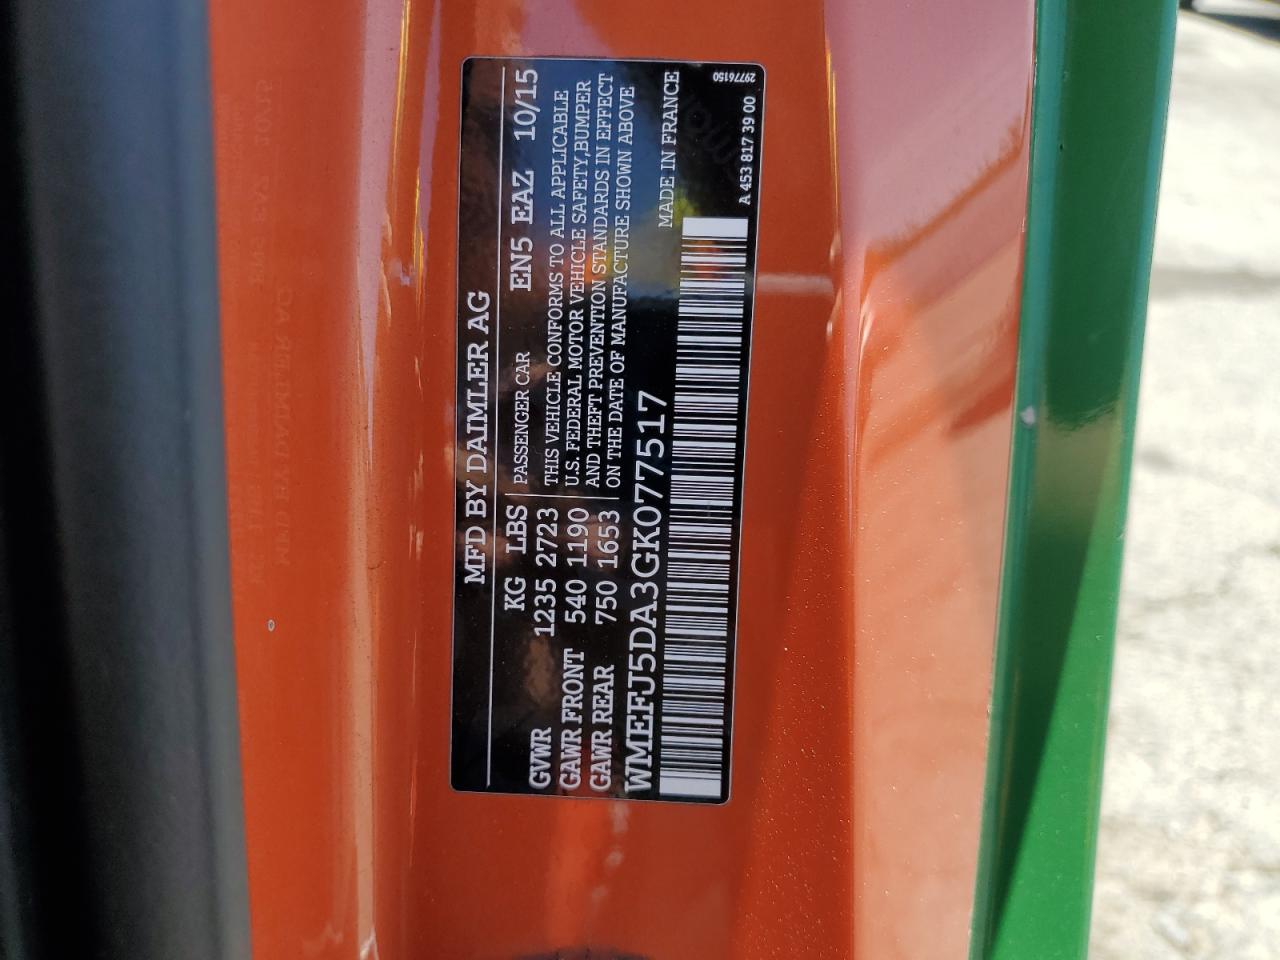 MFD BY DAIMLER AG
KG LBS PASSENGER CAR EN5 EAZ 10/15
GVWR 1235 2723 THIS VEHICLE CONFORMS TO ALL APPLICABLE
GAWR FRONT 540 1190 U.S. FEDERAL MOTOR VEHICLE SAFETY,BUMPER
GAWR REAR 750 1653 AND THEFT PREVENTION STANDARDS IN EFFECT
ON THE DATE OF MANUFACTURE SHOWN ABOVE
WMEFJ5DA3GK077517 MADE IN FRANCE
A 453 817 39 00
29776150